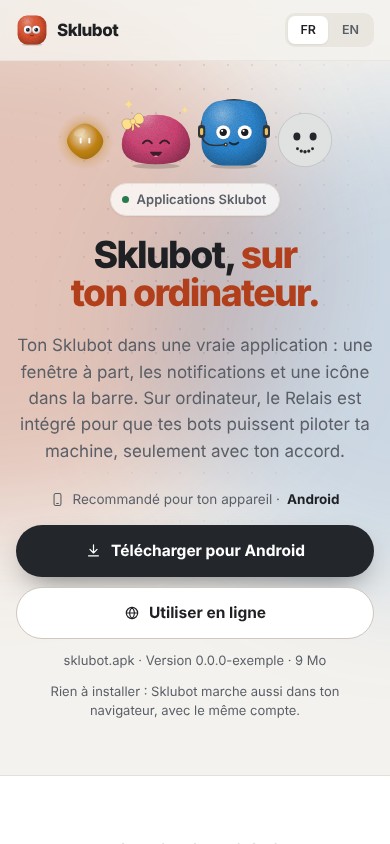 Sklubot
FR
EN
Applications Sklubot
Sklubot, sur
ton ordinateur.
Ton Sklubot dans une vraie application : une
fenêtre à part, les notifications et une icône
dans la barre. Sur ordinateur, le Relais est
intégré pour que tes bots puissent piloter ta
machine, seulement avec ton accord.
Recommandé pour ton appareil · Android
Télécharger pour Android
Utiliser en ligne
sklubot.apk · Version 0.0.0-exemple · 9 Mo
Rien à installer : Sklubot marche aussi dans ton
navigateur, avec le même compte.